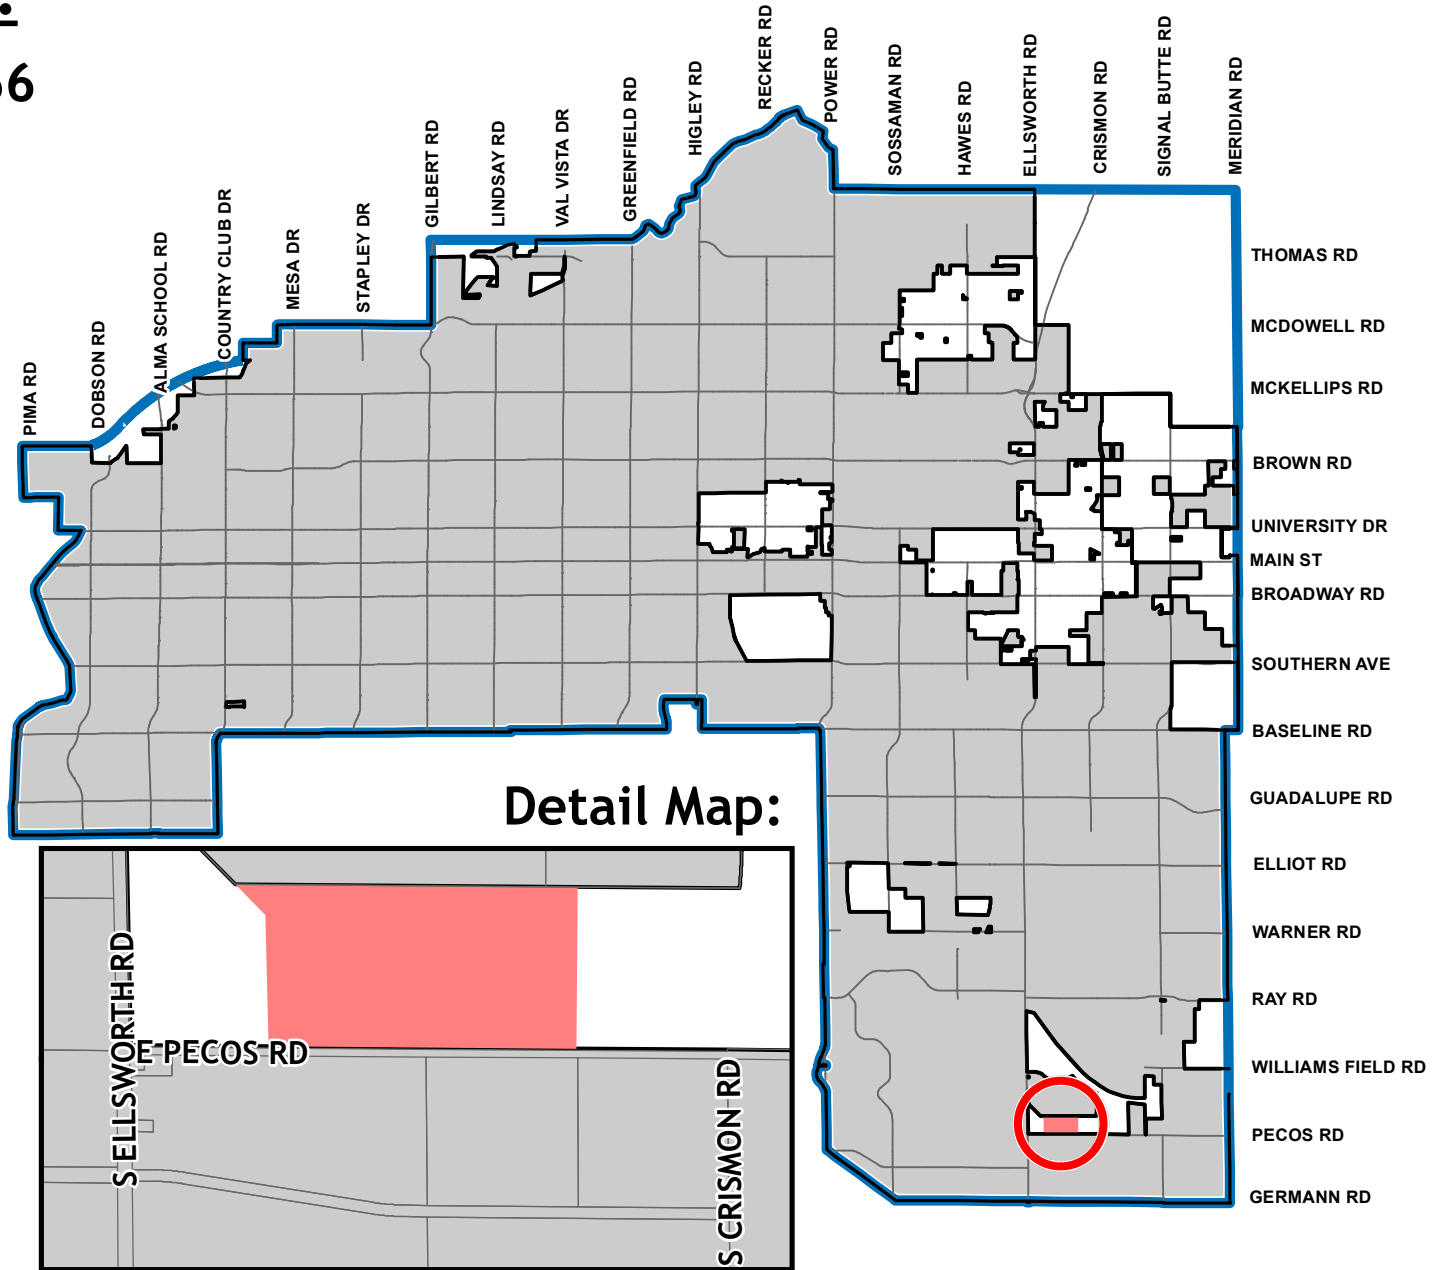 RECKER RD
SIGNAL BUTTE RD
POWER RD
ELLSWORTH RD
SOSSAMAN RD
MERIDIAN RD
HIGLEY RD
CRISMON RD
HAWES RD
GREENFIELD RD
VAL VISTA DR
GILBERT RD
LINDSAY RD
COUNTRY CLUB DR
STAPLEY DR
MESA DR
ALMA SCHOOL RD
DOBSON RD
PIMA RD
THOMAS RD
MCDOWELL RD
MCKELLIPS RD
BROWN RD
UNIVERSITY DR
MAIN ST
BROADWAY RD
SOUTHERN AVE
BASELINE RD
GUADALUPE RD
ELLIOT RD
WARNER RD
RAY RD
WILLIAMS FIELD RD
PECOS RD
GERMANN RD
Detail Map:
S ELLSWORTH RD
E PECOS RD
S CRISMON RD